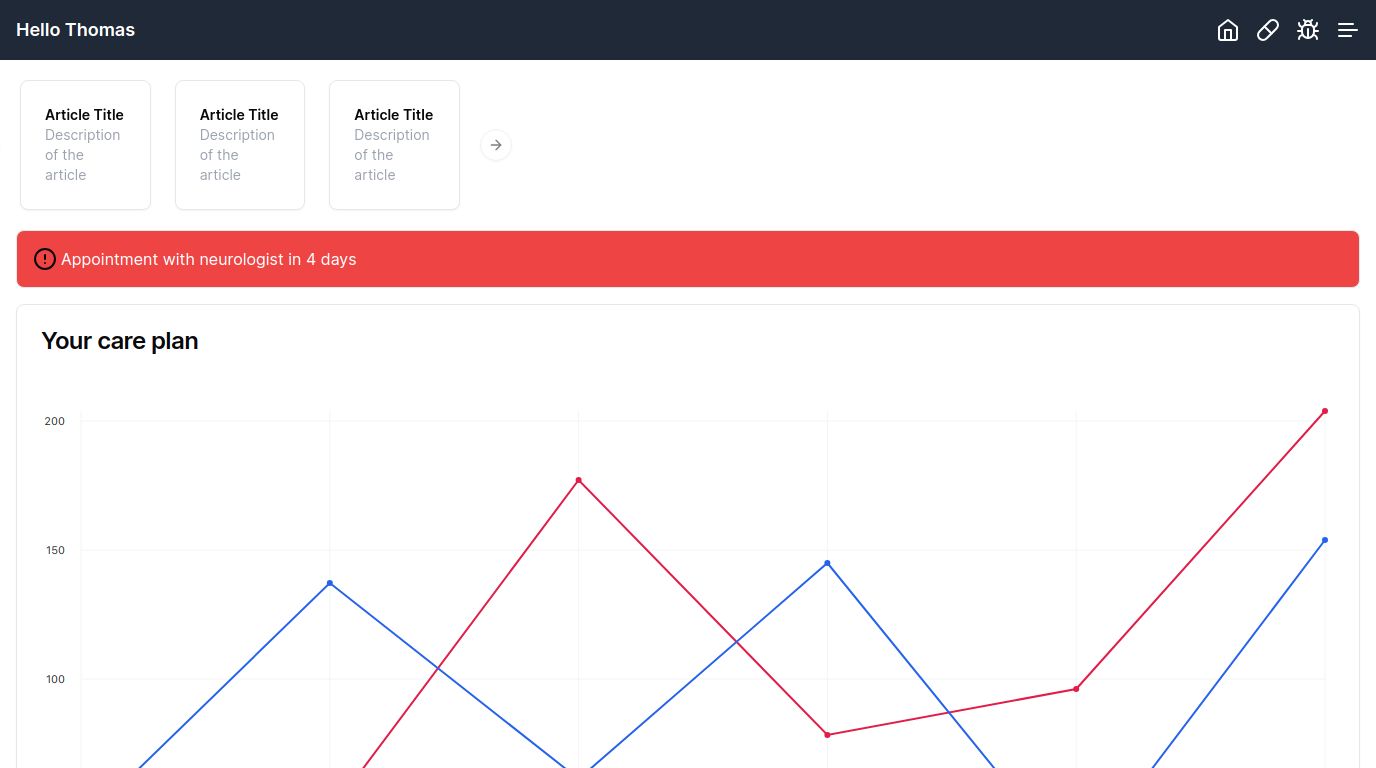 Hello Thomas
Article Title
Description
of the
article
Article Title
Description
of the
article
Article Title
Description
of the
article
Appointment with neurologist in 4 days
Your care plan
200
150
100